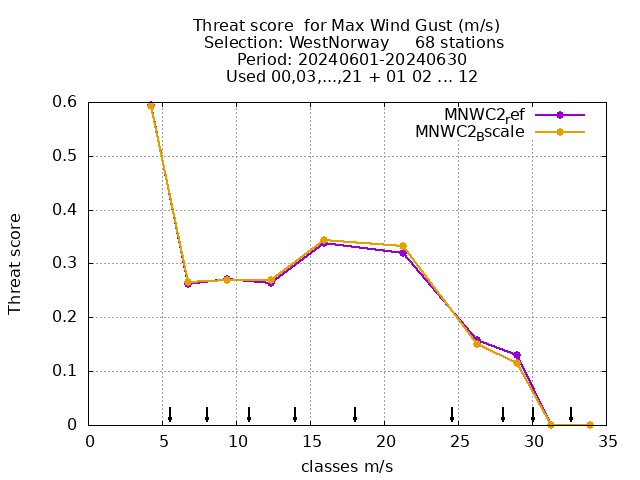 Threat score  for Max Wind Gust (m/s)
Selection: WestNorway     68 stations
Period: 20240601-20240630
Used 00,03,...,21 + 01 02 ... 12
MNWC2_ref
MNWC2_Bscale
0.6
0.5
0.4
0.3
0.2
0.1
0
Threat score
0 5 10 15 20 25 30 35
classes m/s